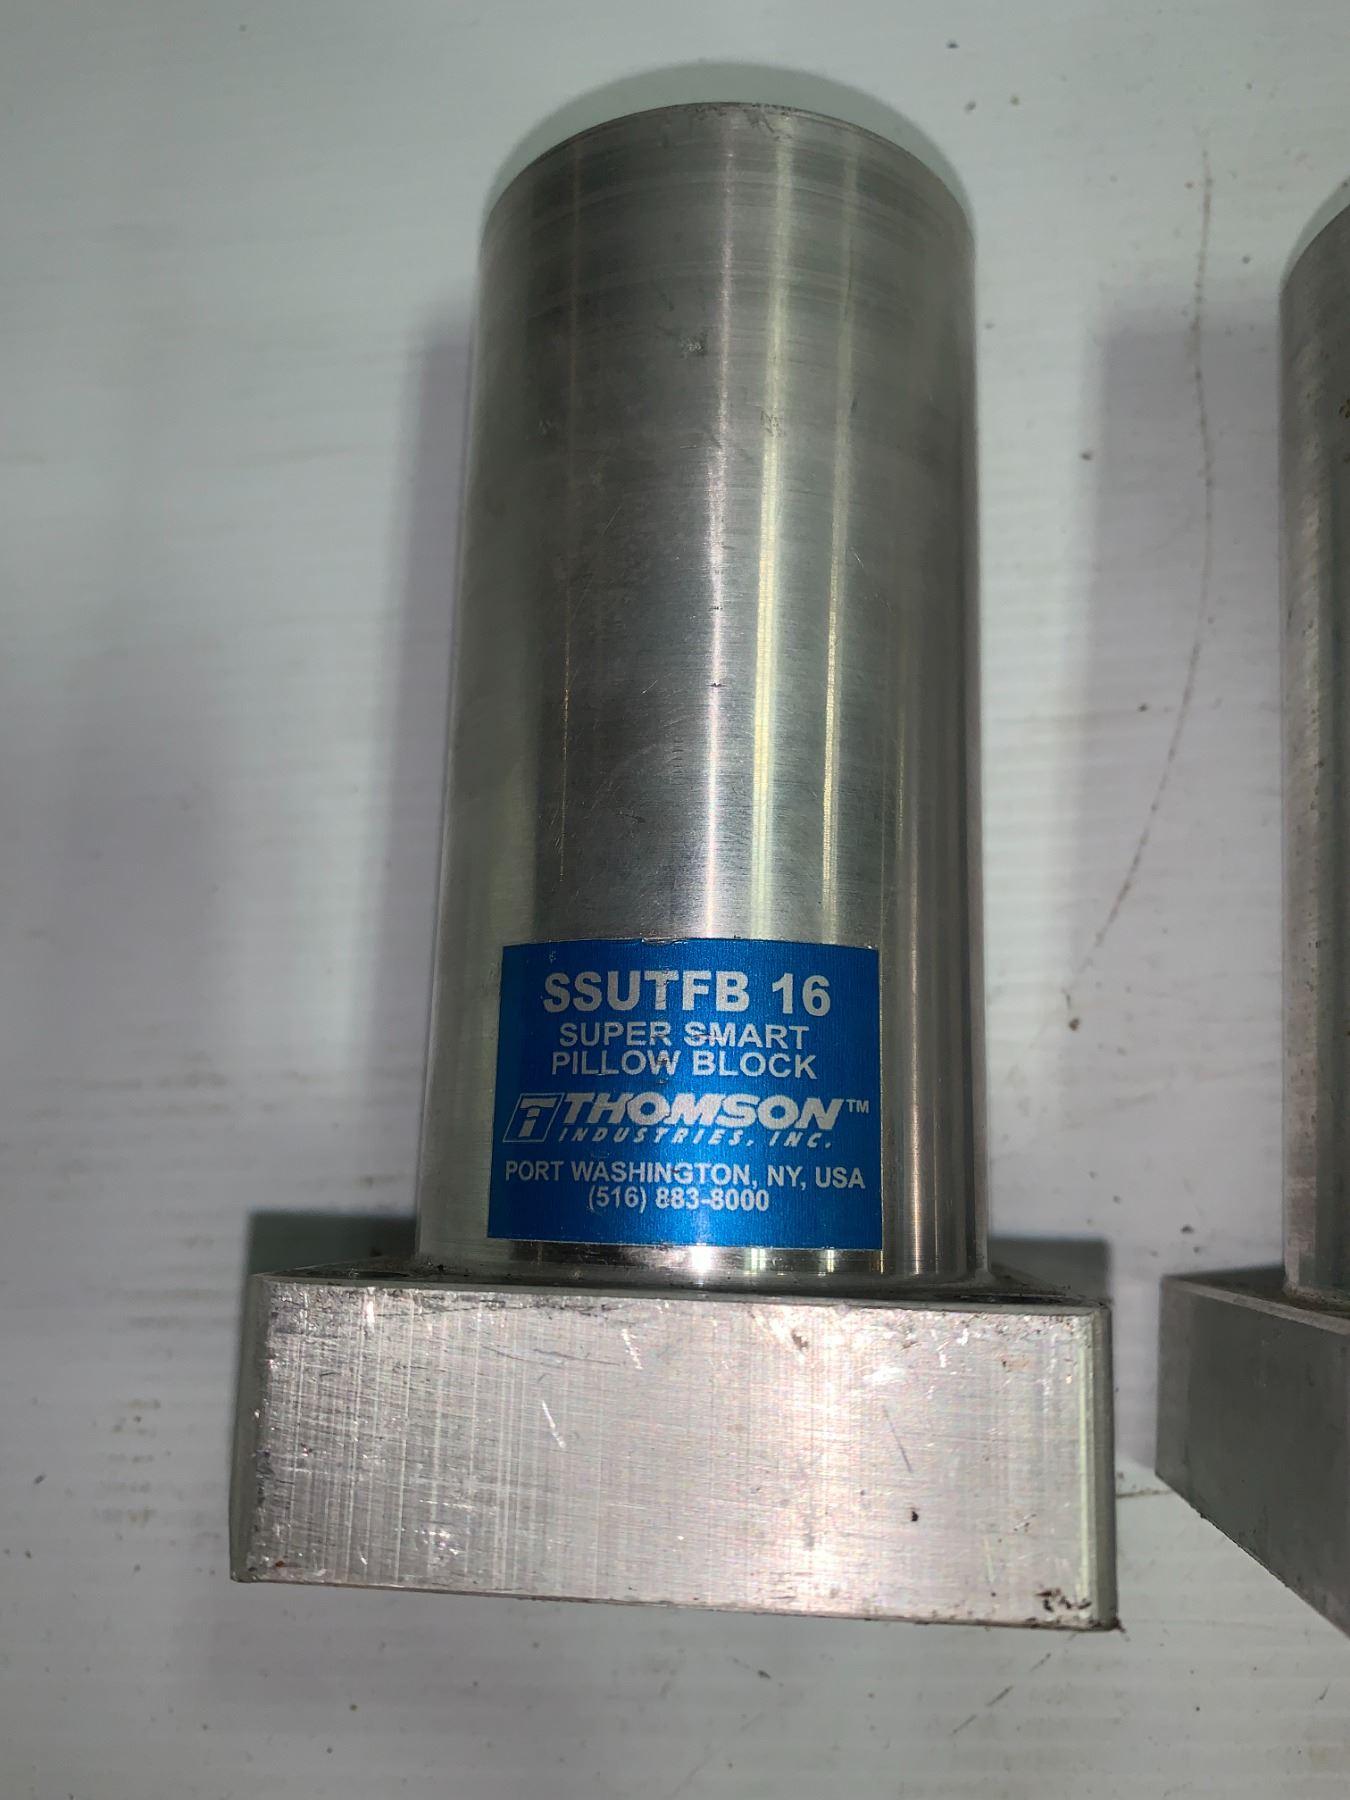 SSUTFB 16
SUPER SMART
PILLOW BLOCK
THOMSON™
INDUSTRIES, INC.
PORT WASHINGTON, NY, USA
(516) 883-8000